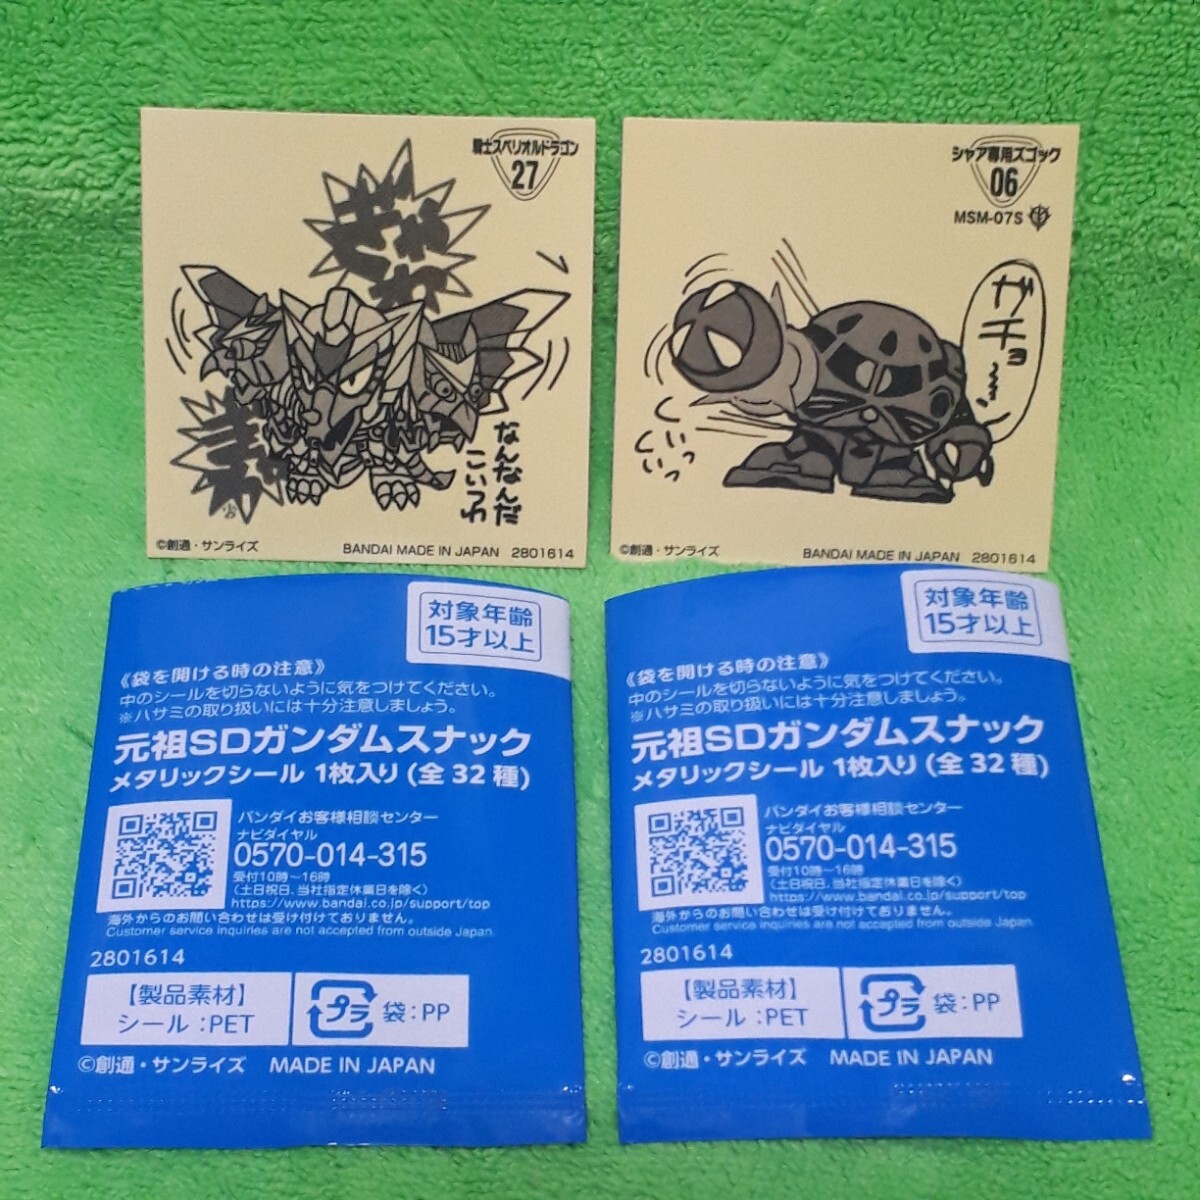 騎士スペリオルドラゴン
27
ぎゃ
なんなんだ
こいつわ
©創通・サンライズ
BANDAI MADE IN JAPAN 2801614
シャア専用ズゴック
06
MSM-07S
ガチョ〜〜ン
くいっ
くいっ
©創通・サンライズ
BANDAI MADE IN JAPAN 2801614
対象年齢
15才以上
《袋を開ける時の注意》
中のシールを切らないように気をつけてください。
※ハサミの取り扱いには十分注意しましょう。
元祖SDガンダムスナック
メタリックシール 1枚入り(全32種)
バンダイお客様相談センター
ナビダイヤル
0570-014-315
受付10時〜16時
(土日祝日、当社指定休業日を除く)
https://www.bandai.co.jp/support/top
海外からのお問い合わせは受け付けておりません。
Customer service inquiries are not accepted from outside Japan.
2801614
【製品素材】
シール:PET
プラ
袋:PP
©創通・サンライズ MADE IN JAPAN
対象年齢
15才以上
《袋を開ける時の注意》
中のシールを切らないように気をつけてください。
※ハサミの取り扱いには十分注意しましょう。
元祖SDガンダムスナック
メタリックシール 1枚入り(全32種)
バンダイお客様相談センター
ナビダイヤル
0570-014-315
受付10時〜16時
(土日祝日、当社指定休業日を除く)
https://www.bandai.co.jp/support/top
海外からのお問い合わせは受け付けておりません。
Customer service inquiries are not accepted from outside Japan.
2801614
【製品素材】
シール:PET
プラ
袋:PP
©創通・サンライズ MADE IN JAPAN